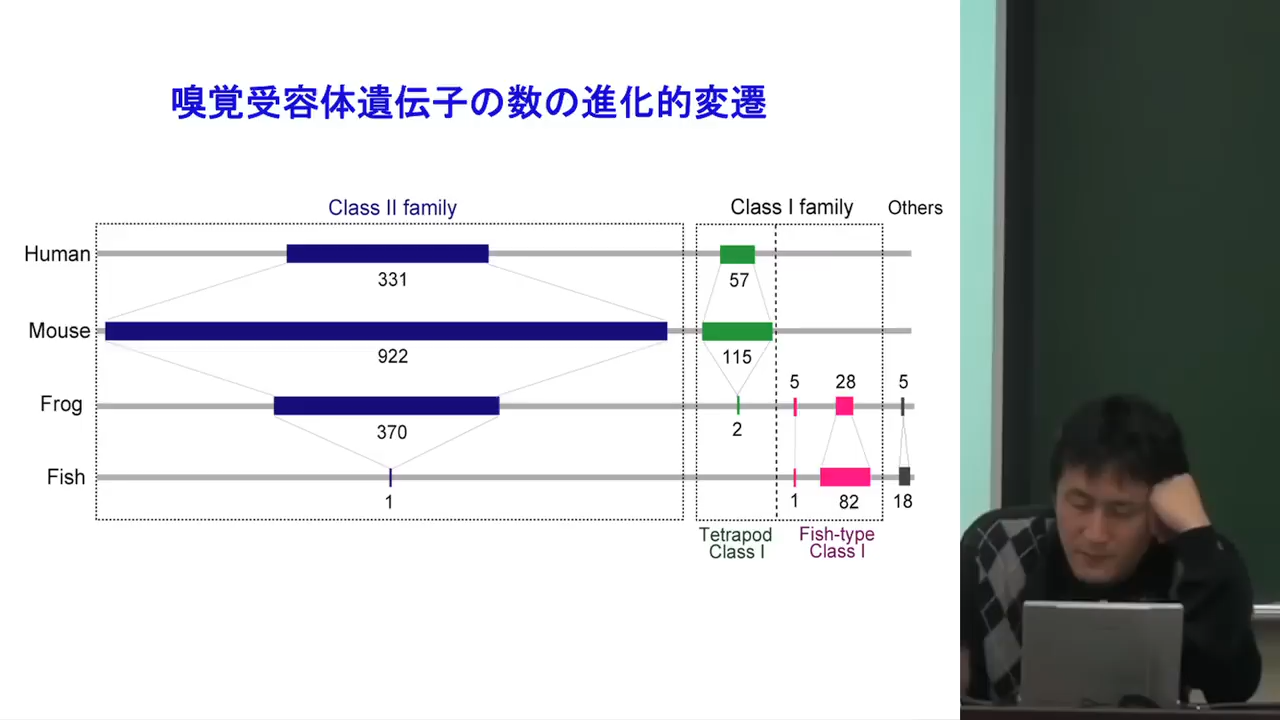 嗅覚受容体遺伝子の数の進化的変遷
Class II family
Class I family
Others
Human
331
57
Mouse
922
115
5
28
5
Frog
370
2
Fish
1
1
82
18
Tetrapod
Class I
Fish-type
Class I